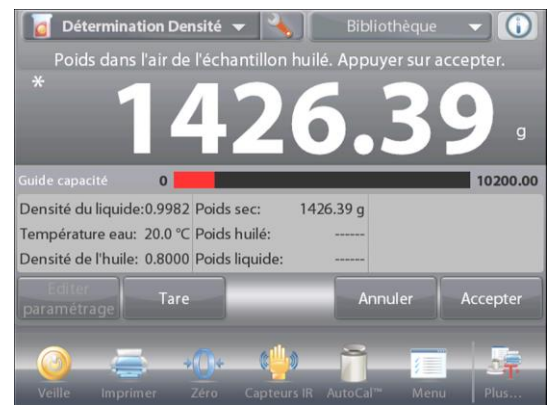 Détermination Densité Bibliothèque
Poids dans l'air de l'échantillon huilé. Appuyer sur accepter.
* 1426.39 g
Guide capacité 0 10200.00
Densité du liquide:0.9982 Poids sec: 1426.39 g
Température eau: 20.0 °C Poids huilé: ------
Densité de l'huile: 0.8000 Poids liquide: ------
Editer paramétrage Tare Annuler Accepter
Veille Imprimer Zéro Capteurs IR AutoCal™ Menu Plus...